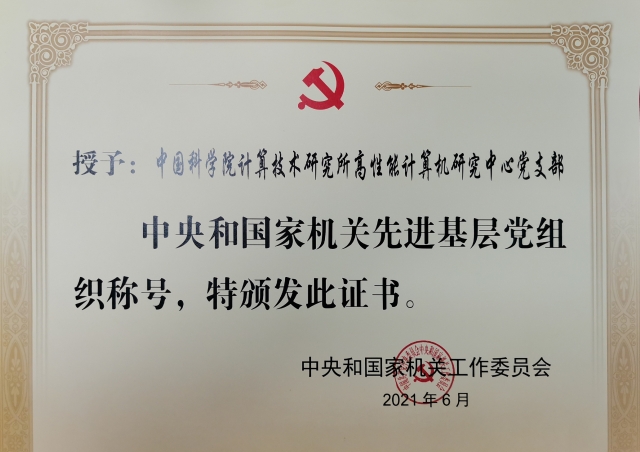 授予：中国科学院计算技术研究所高性能计算机研究中心党支部
中央和国家机关先进基层党组
织称号，特颁发此证书。
中央和国家机关工作委员会
2021年6月